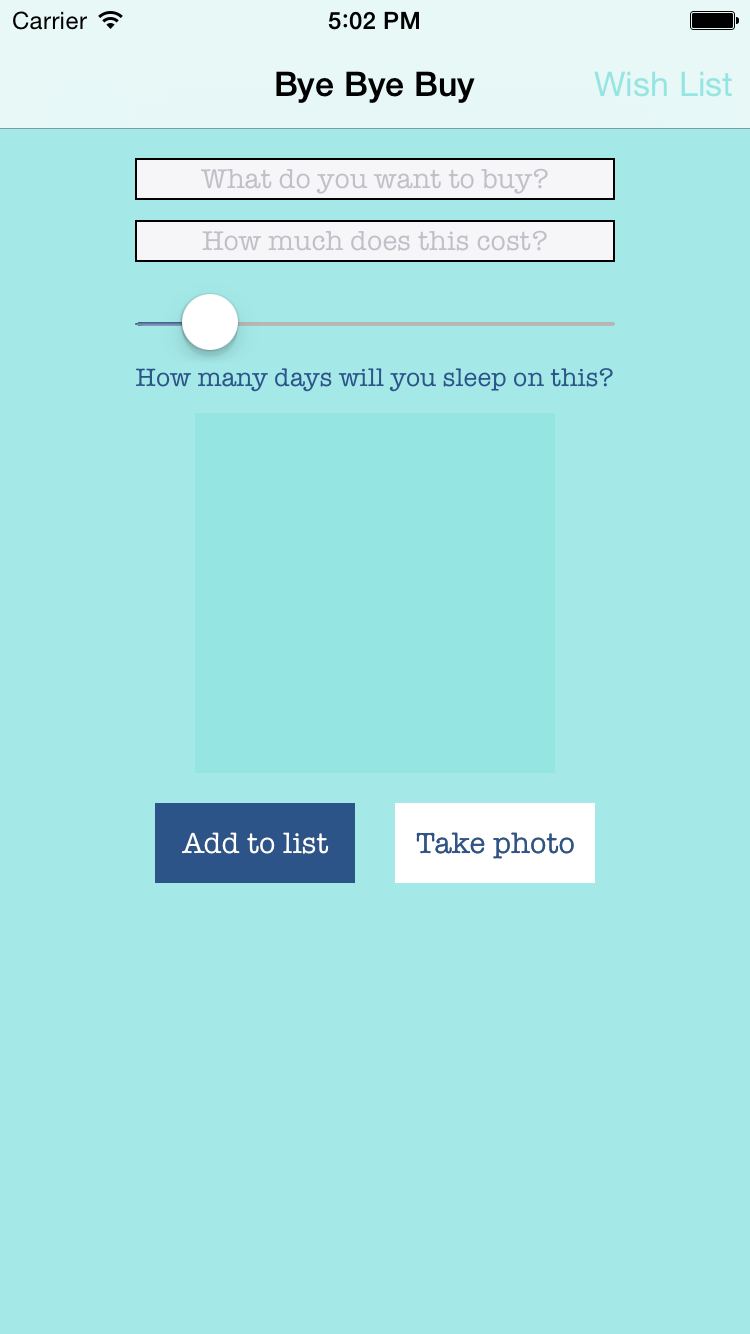 Carrier 5:02 PM
Bye Bye Buy Wish List
What do you want to buy?
How much does this cost?
How many days will you sleep on this?
Add to list Take photo